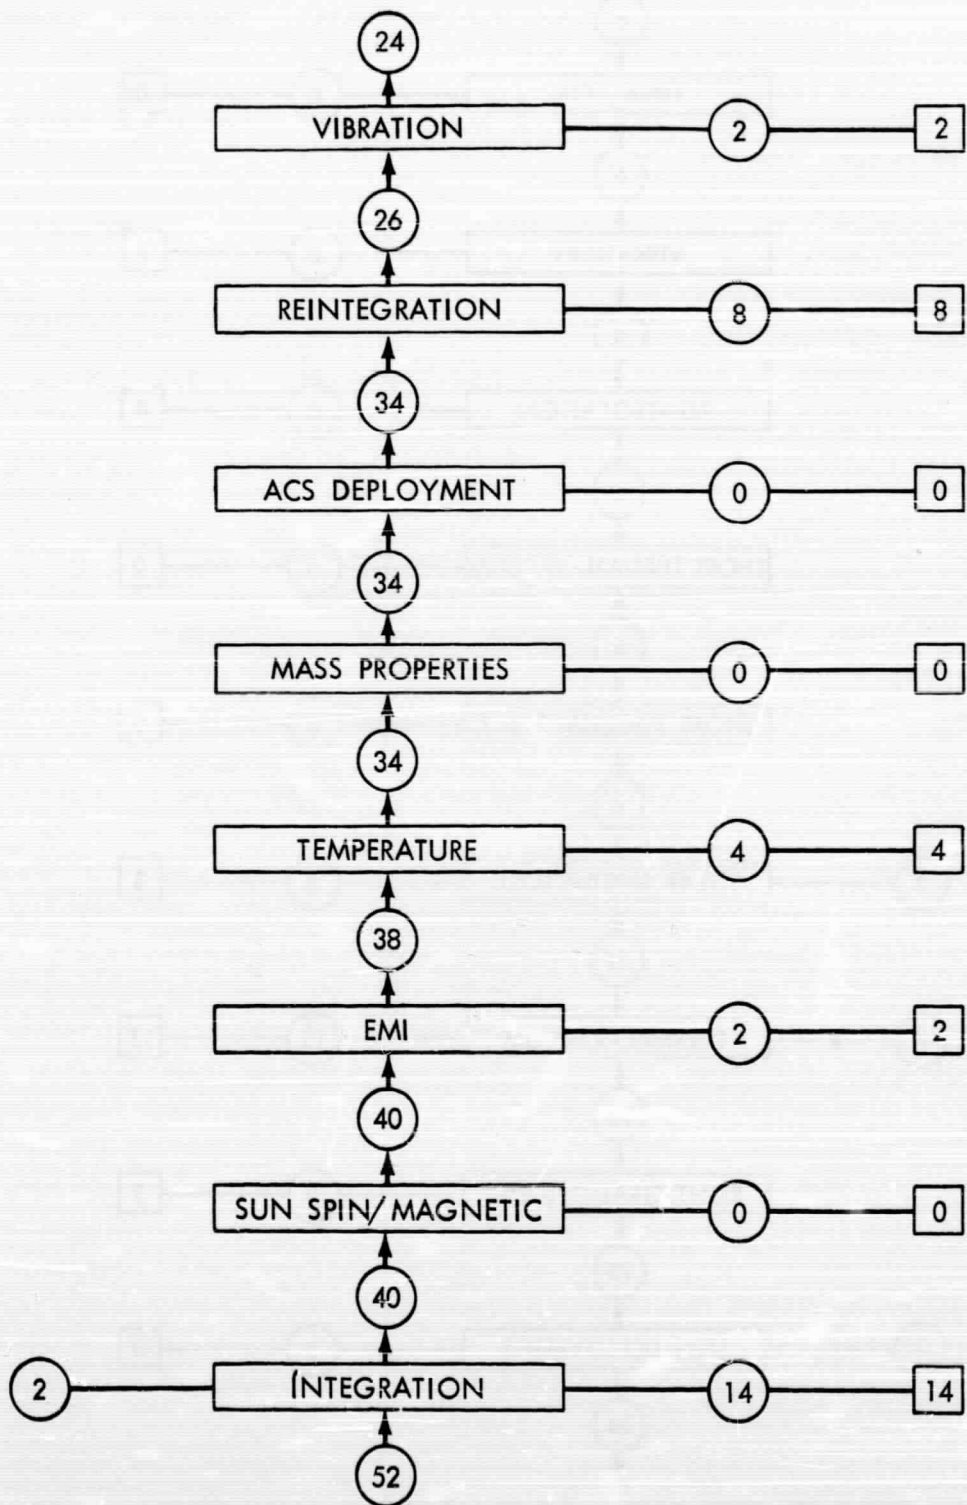 24
VIBRATION 2 2
26
REINTEGRATION 8 8
34
ACS DEPLOYMENT 0 0
34
MASS PROPERTIES 0 0
34
TEMPERATURE 4 4
38
EMI 2 2
40
SUN SPIN/MAGNETIC 0 0
40
2 INTEGRATION 14 14
52